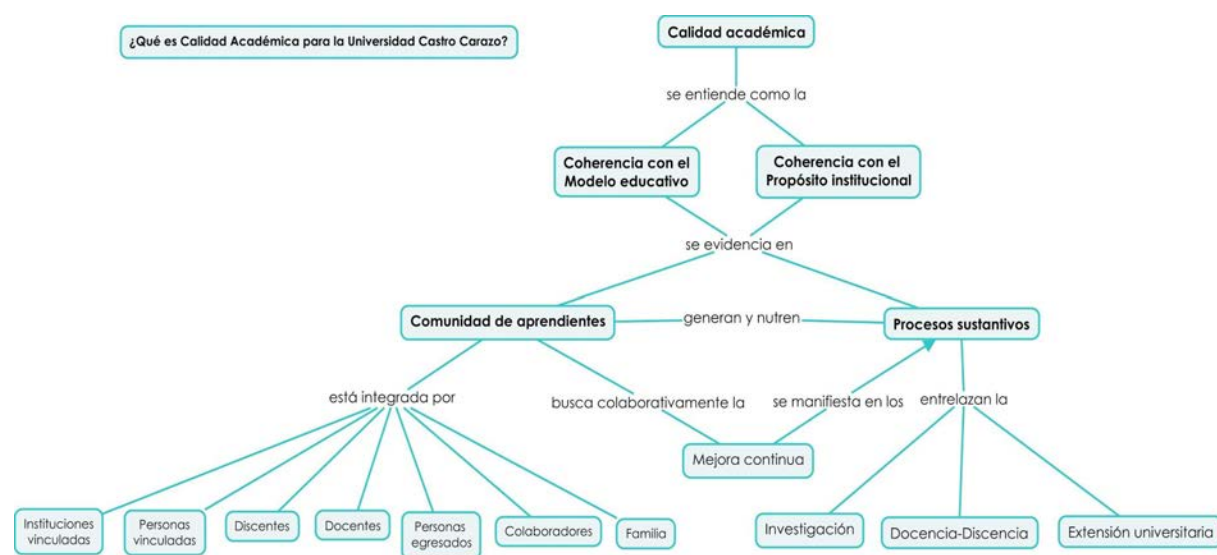 ¿Qué es Calidad Académica para la Universidad Castro Carazo?
Calidad académica
se entiende como la
Coherencia con el
Modelo educativo
Coherencia con el
Propósito institucional
se evidencia en
Comunidad de aprendientes
generan y nutren
Procesos sustantivos
está integrada por
busca colaborativamente la
se manifiesta en los
entrelazan la
Mejora continua
Instituciones
vinculadas
Personas
vinculadas
Discentes
Docentes
Personas
egresados
Colaboradores
Familia
Investigación
Docencia-Discencia
Extensión universitaria